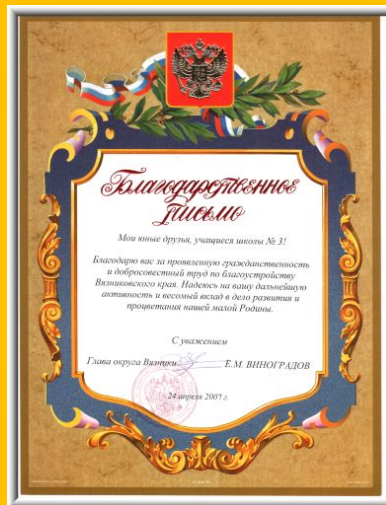 Благодарственное
письмо
Мои юные друзья, учащиеся школы № 3!
Благодарю вас за проявленную гражданственность
и добросовестный труд по благоустройству
Вязниковского края. Надеюсь на вашу дальнейшую
активность и весомый вклад в дело развития и
процветания нашей малой Родины.
С уважением
Глава округа Вязники Е.М. ВИНОГРАДОВ
24 апреля 2007 г.